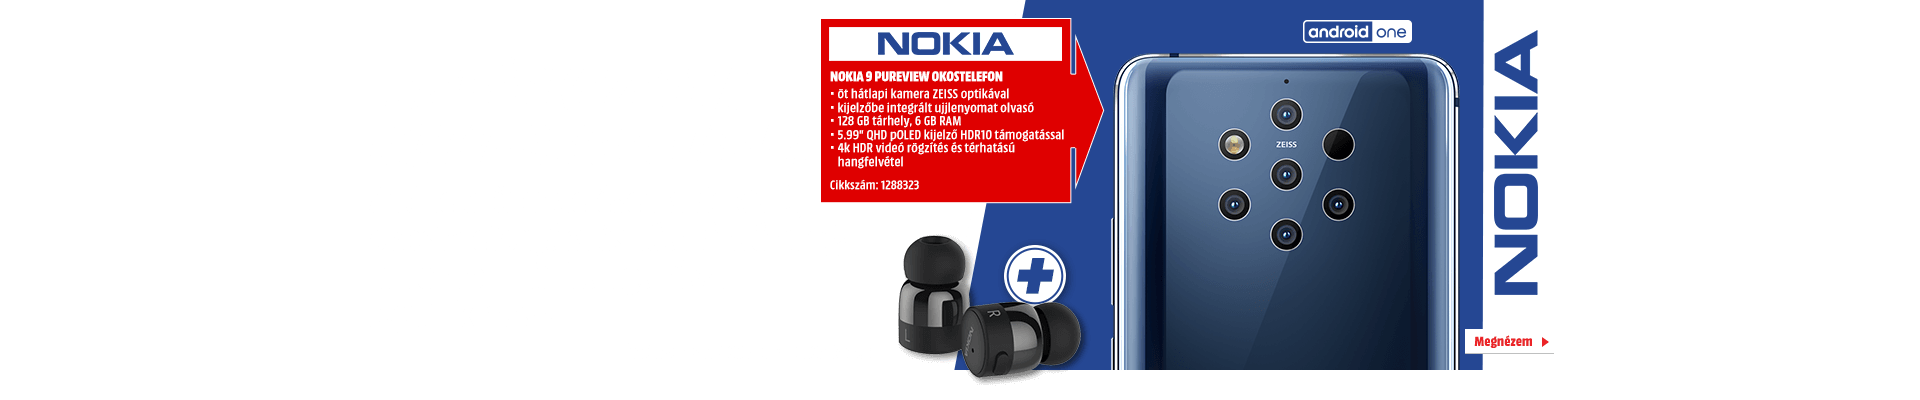 NOKIA
NOKIA 9 PUREVIEW OKOSTELEFON
• öt hátlapi kamera ZEISS optikával
• kijelzőbe integrált ujjlenyomat olvasó
• 128 GB tárhely, 6 GB RAM
• 5.99" QHD pOLED kijelző HDR10 támogatással
• 4k HDR videó rögzítés és térhatású
hangfelvétel
Cikkszám: 1288323
android one
ZEISS
NOKIA
L
R
NOKIA
Megnézem